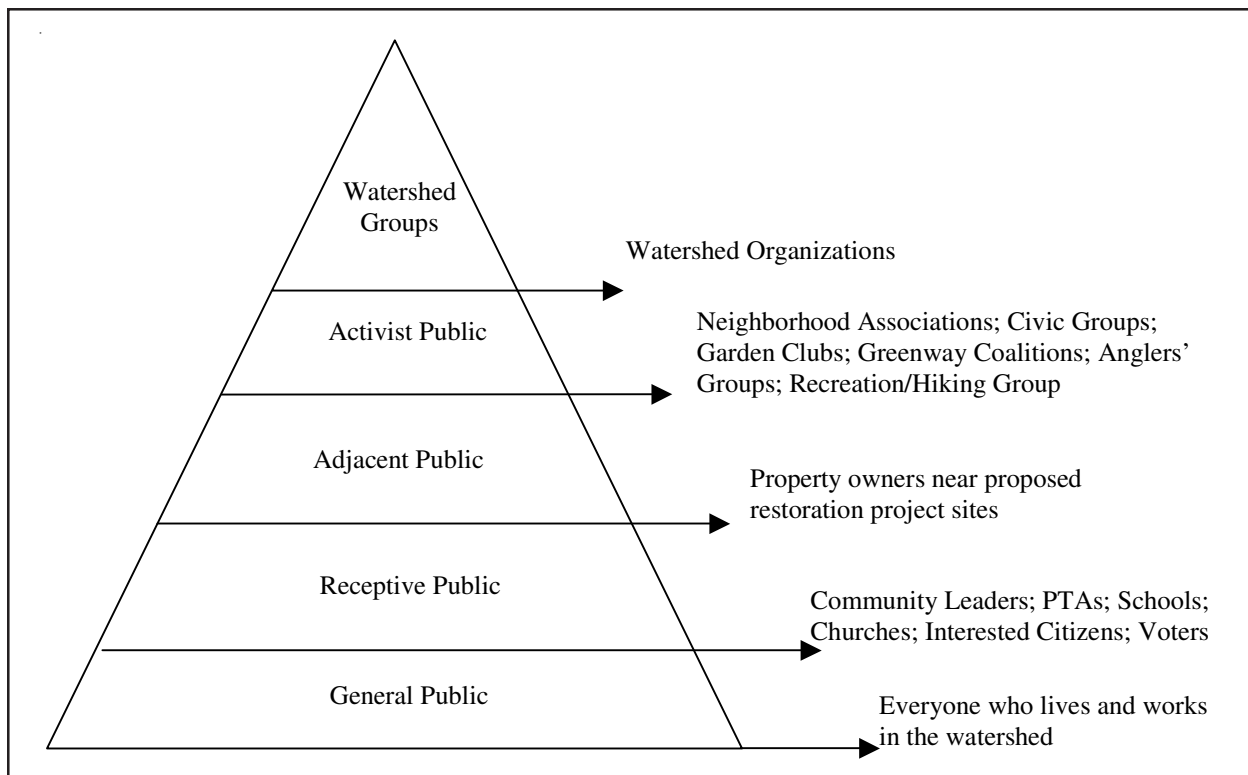 Watershed
Groups
Watershed Organizations
Activist Public
Neighborhood Associations; Civic Groups;
Garden Clubs; Greenway Coalitions; Anglers’
Groups; Recreation/Hiking Group
Adjacent Public
Property owners near proposed
restoration project sites
Receptive Public
Community Leaders; PTAs; Schools;
Churches; Interested Citizens; Voters
General Public
Everyone who lives and works
in the watershed